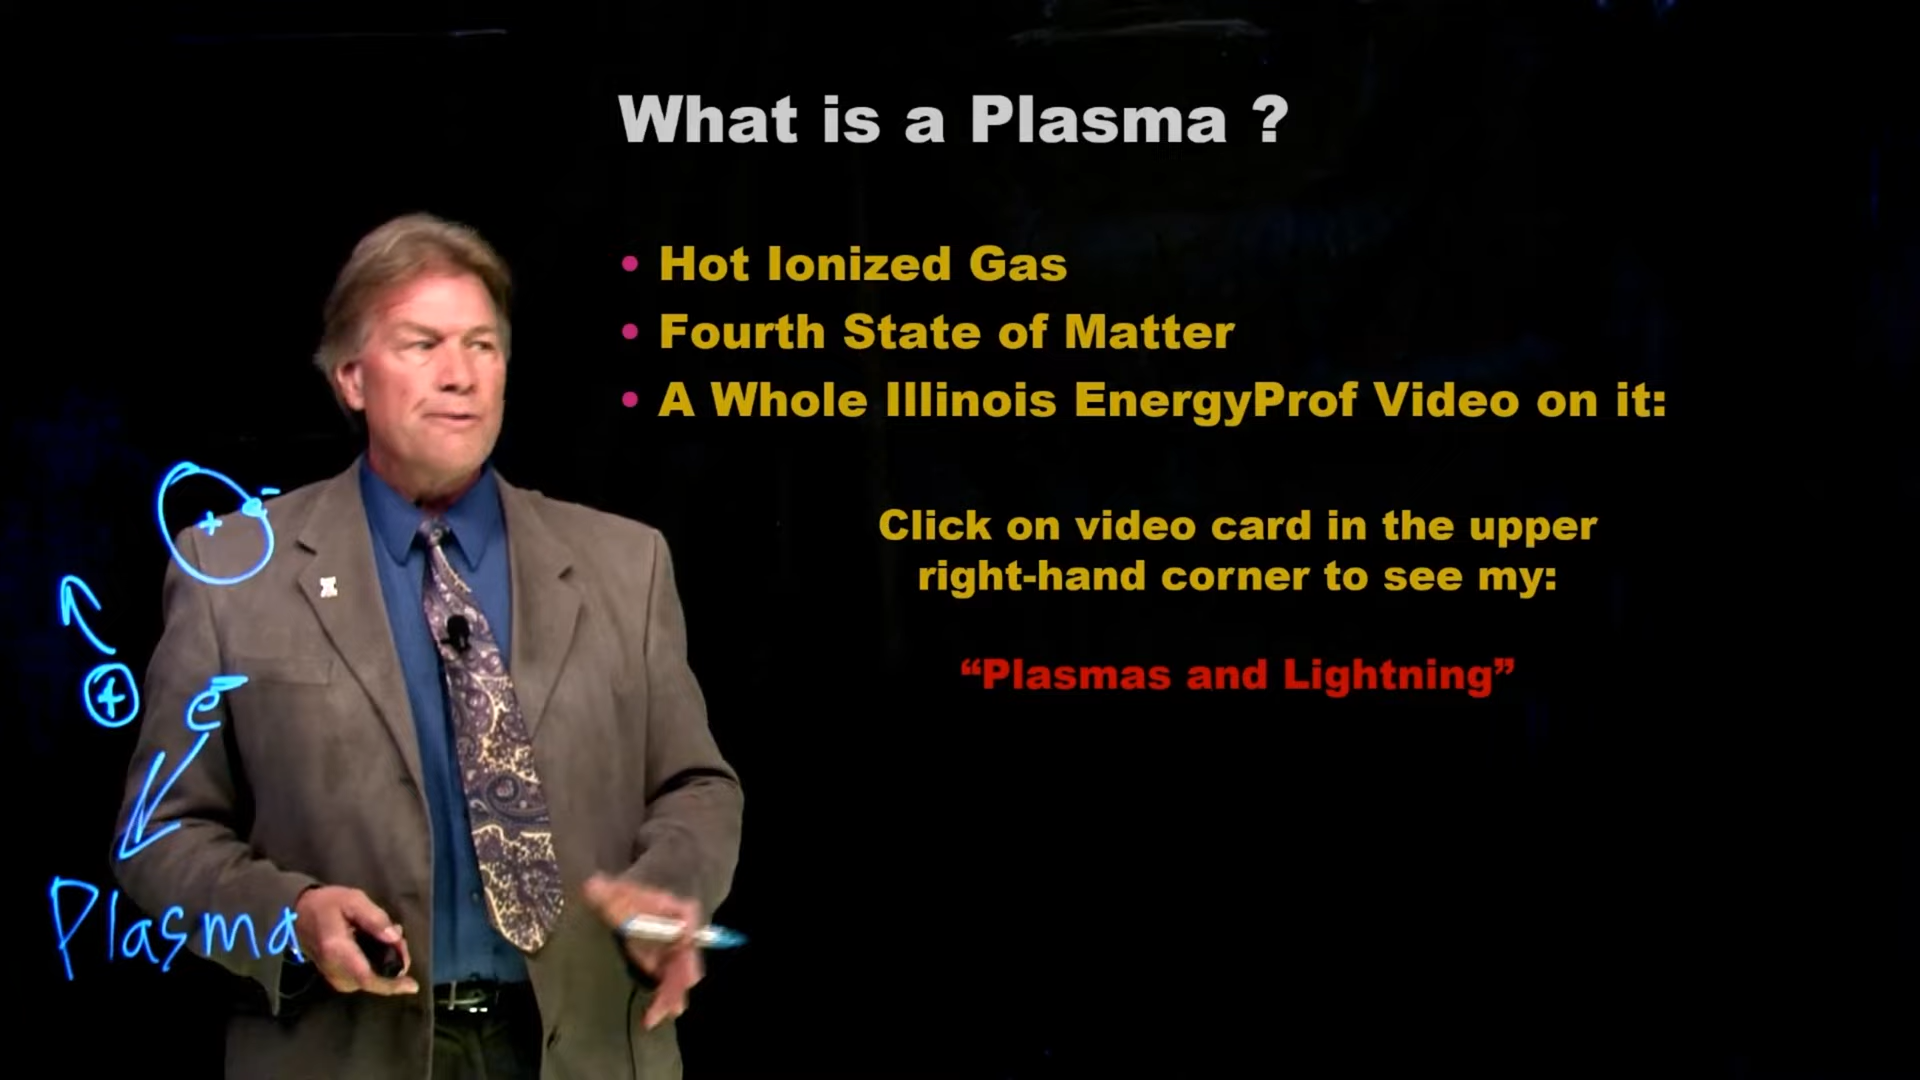 What is a Plasma ?
• Hot Ionized Gas
• Fourth State of Matter
• A Whole Illinois EnergyProf Video on it:
Click on video card in the upper
right-hand corner to see my:
“Plasmas and Lightning”
+ e-
+ e-
Plasma